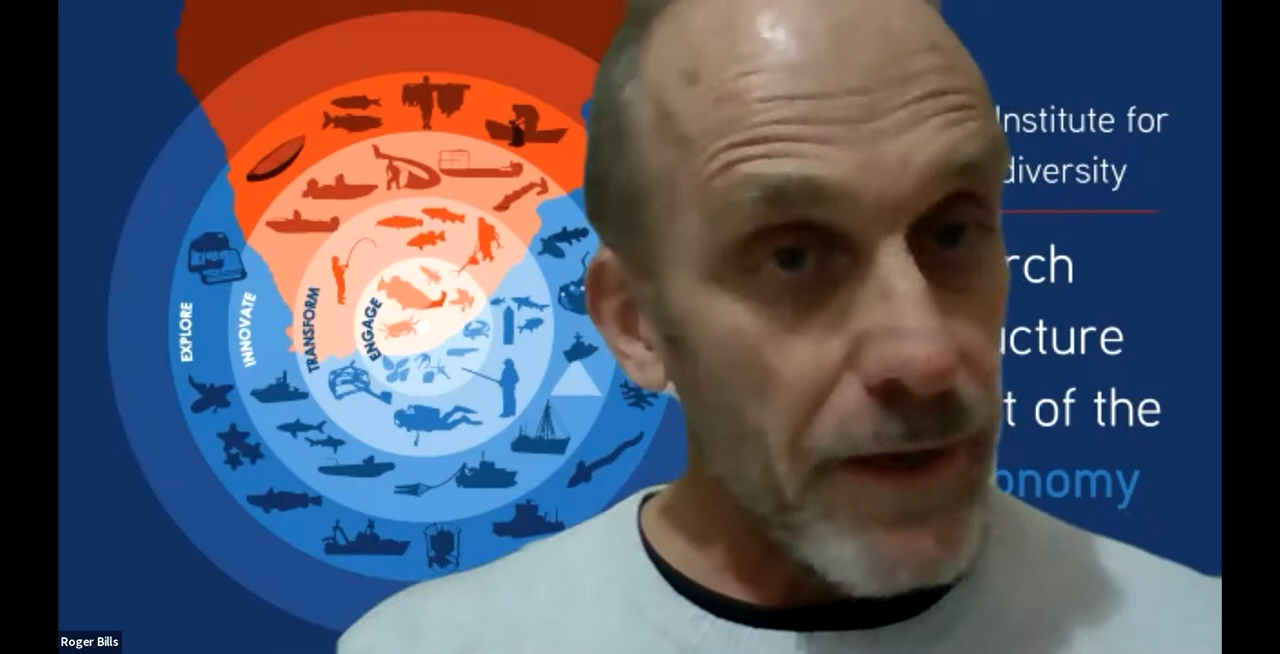 EXPLORE
INNOVATE
TRANSFORM
ENGAGE
Institute for
diversity
rch
ucture
t of the
onomy
Roger Bills